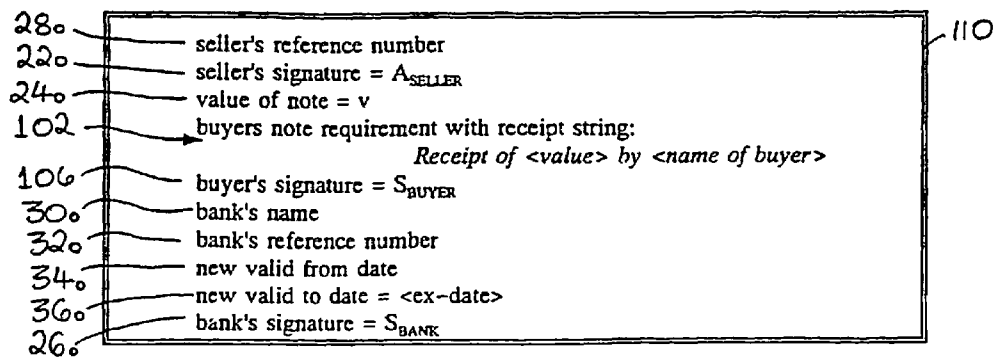 28₀ seller's reference number 110
22₀ seller's signature = A_SELLER
24₀ value of note = v
102 buyers note requirement with receipt string:
Receipt of <value> by <name of buyer>
106 buyer's signature = S_BUYER
30₀ bank's name
32₀ bank's reference number
34₀ new valid from date
36₀ new valid to date = <ex-date>
26₀ bank's signature = S_BANK